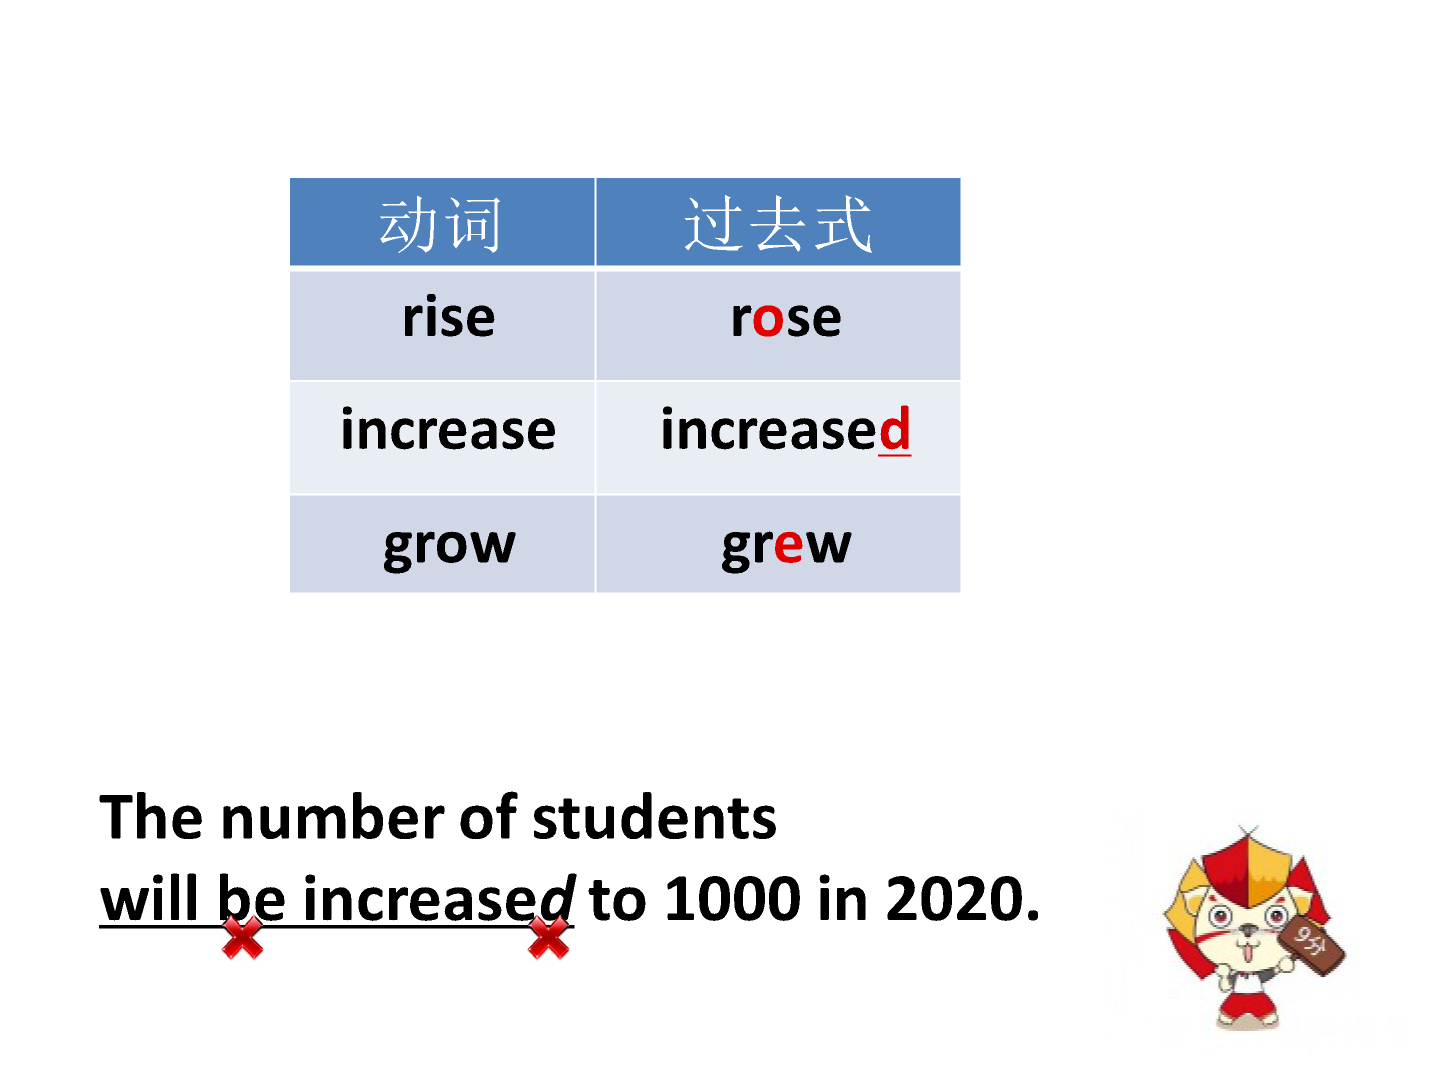 动词 过去式
rise rose
increase increased
grow grew
The number of students
will be increased to 1000 in 2020.
9分